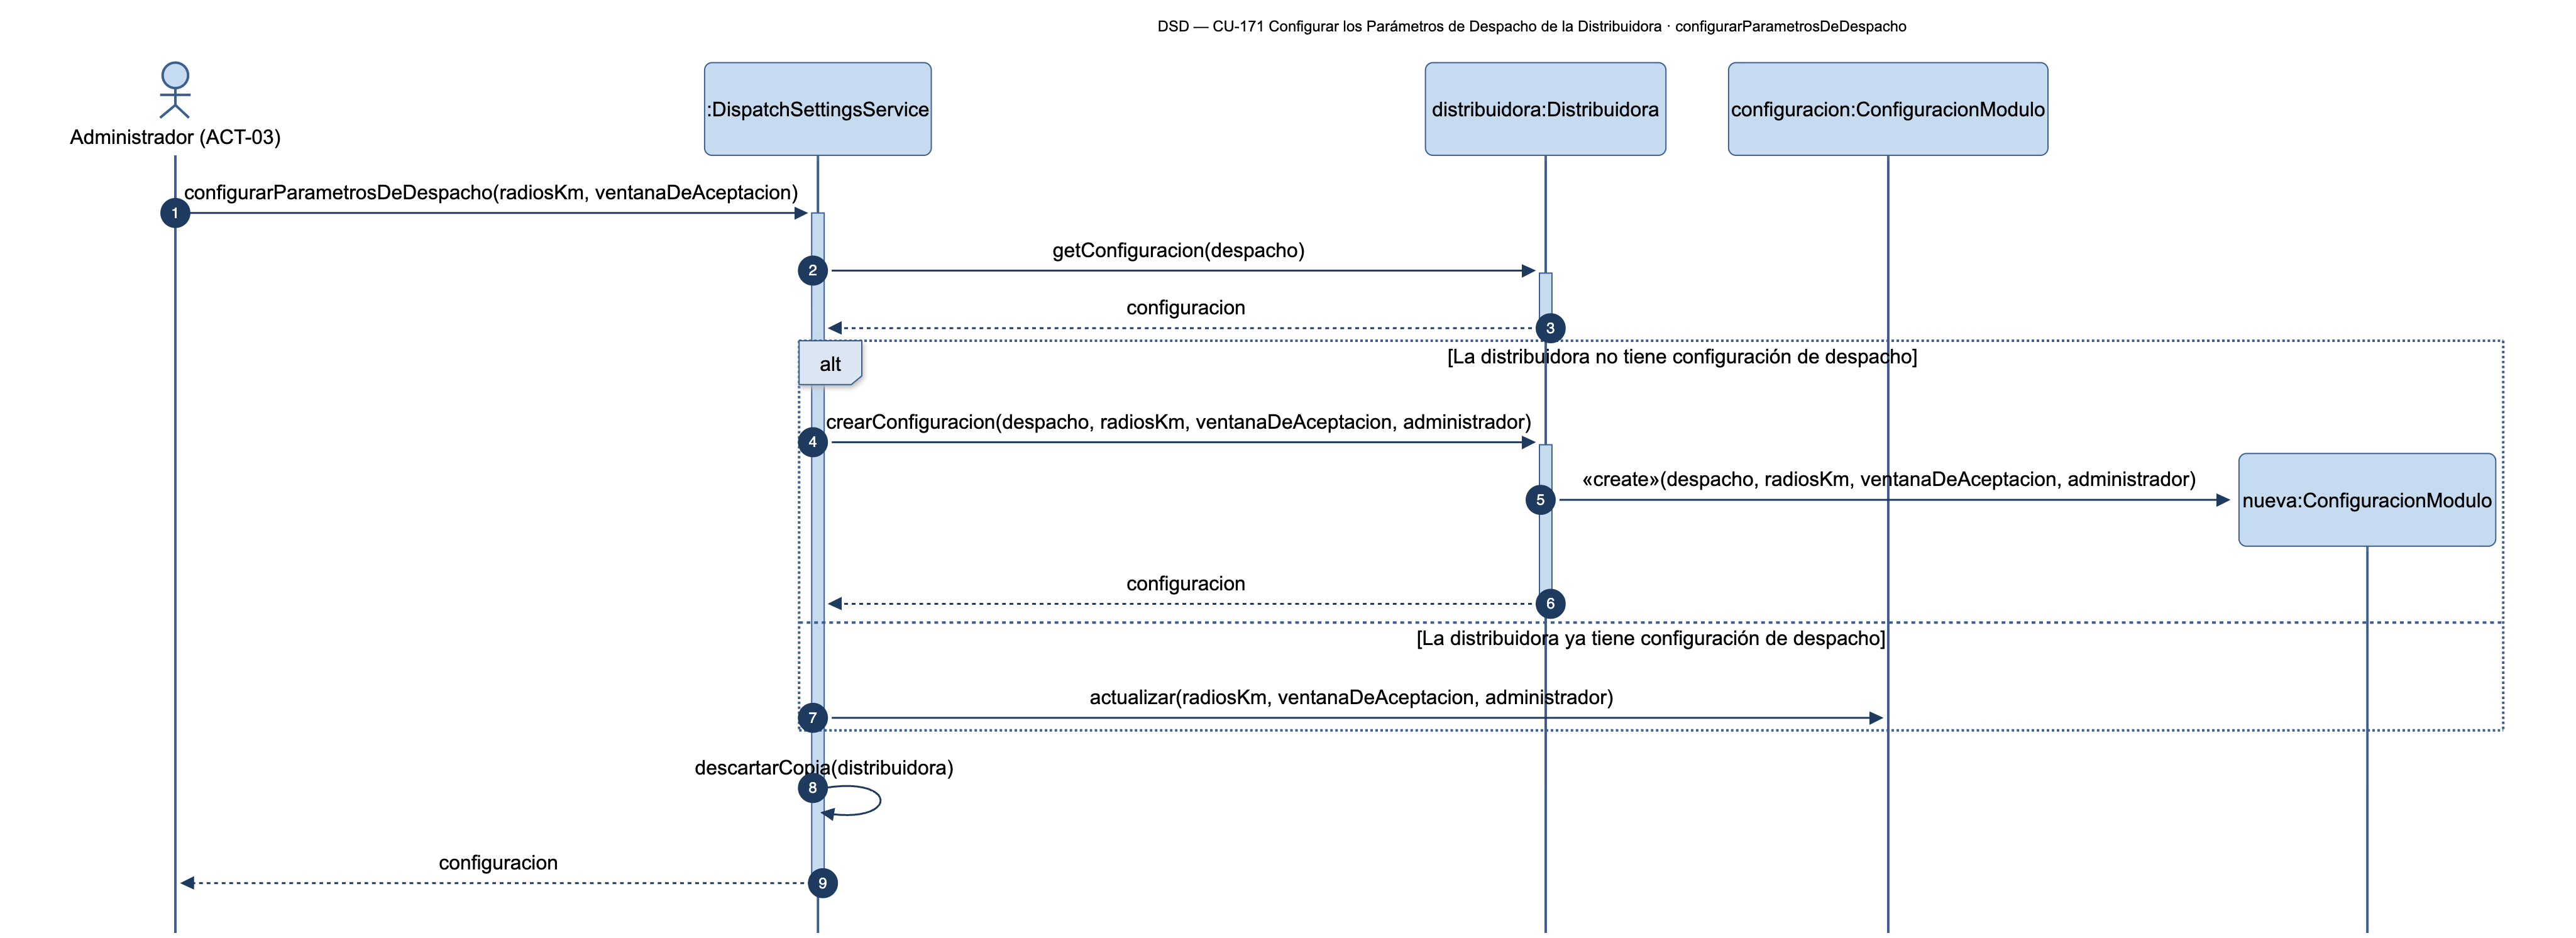 DSD — CU-171 Configurar los Parámetros de Despacho de la Distribuidora · configurarParametrosDeDespacho
Administrador (ACT-03)
:DispatchSettingsService
distribuidora:Distribuidora
configuracion:ConfiguracionModulo
configurarParametrosDeDespacho(radiosKm, ventanaDeAceptacion)
1
getConfiguracion(despacho)
2
configuracion
3
alt
[La distribuidora no tiene configuración de despacho]
crearConfiguracion(despacho, radiosKm, ventanaDeAceptacion, administrador)
4
«create»(despacho, radiosKm, ventanaDeAceptacion, administrador)
5
nueva:ConfiguracionModulo
configuracion
6
[La distribuidora ya tiene configuración de despacho]
actualizar(radiosKm, ventanaDeAceptacion, administrador)
7
descartarCopia(distribuidora)
8
configuracion
9